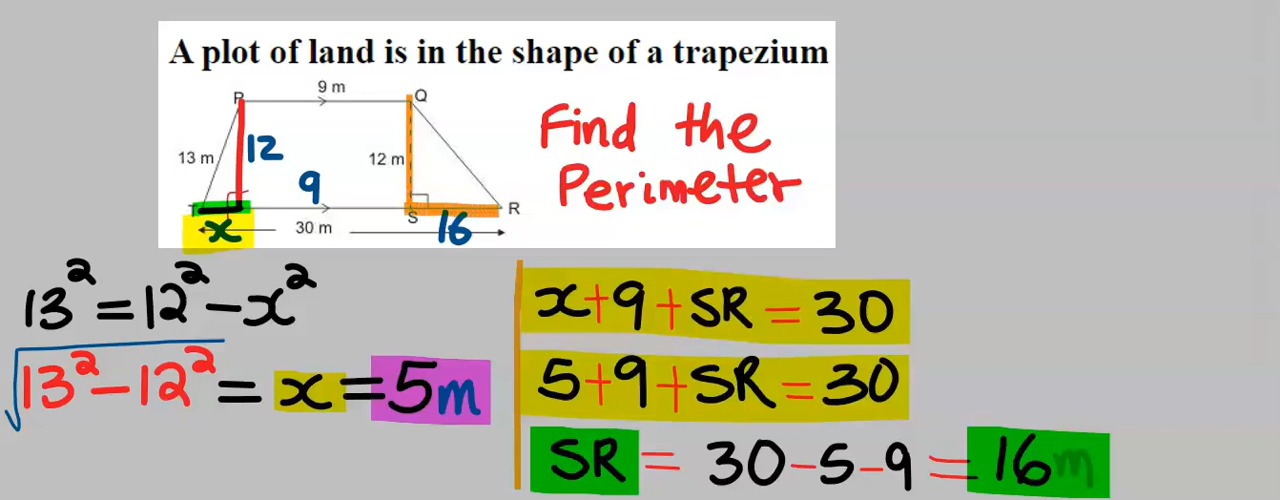 A plot of land is in the shape of a trapezium
P 9 m Q
13 m 12 12 m
9
T S R
x 30 m 16
Find the
Perimeter
13² = 12² - x²
√13² - 12² = x = 5m
x + 9 + SR = 30
5 + 9 + SR = 30
SR = 30 - 5 - 9 = 16m